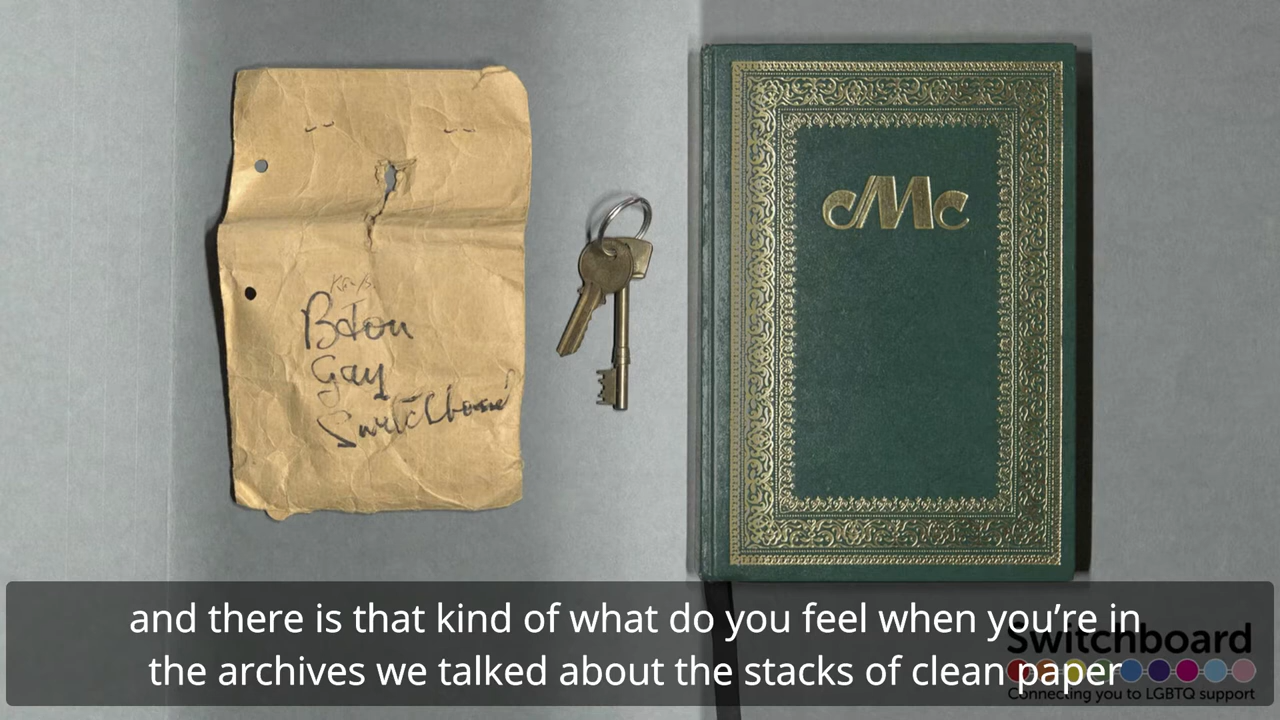 Bdon
Gay
Switchboard
cMc
and there is that kind of what do you feel when you’re in
the archives we talked about the stacks of clean paper
Switchboard
Connecting you to LGBTQ support